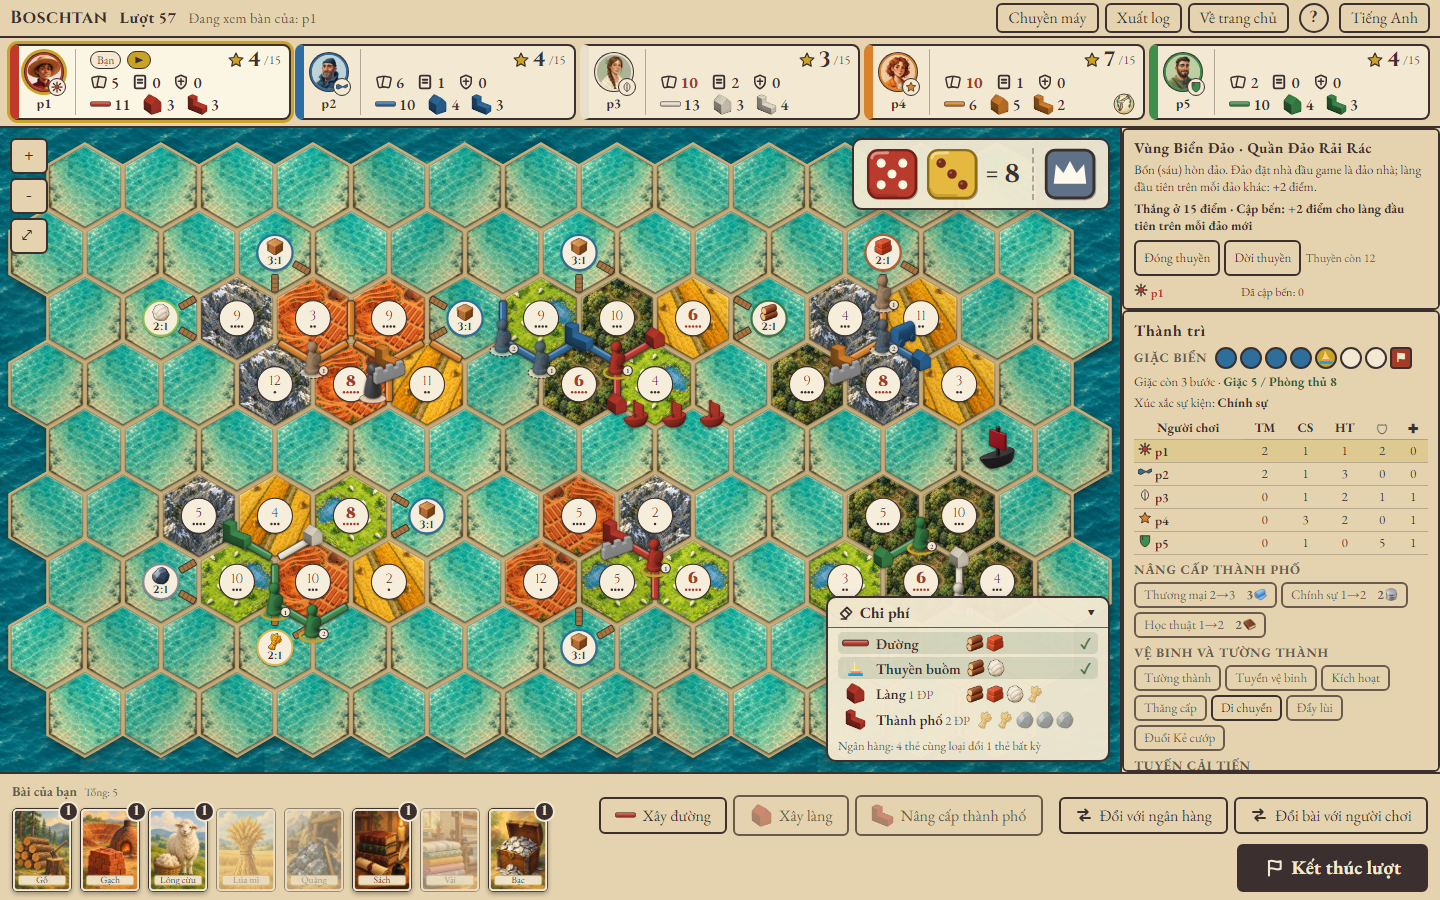 BOSCHTAN Lượt 57 Đang xem bàn của: p1
Chuyền máy Xuất log Về trang chủ ? Tiếng Anh
p1 Bạn 4 /15
5 0 0
11 3 3
p2 4 /15
6 1 0
10 4 3
p3 3 /15
10 2 0
13 3 4
p4 7 /15
10 1 0
6 5 2
p5 4 /15
2 0 0
10 4 3
+
-
= 8
3:1 3:1 2:1
2:1 9 3 9 3:1 9 10 6 2:1 4 11
12 8 11 6 4 9 8 3
5 4 8 3:1 5 2 5 10
2:1 10 10 2 12 5 6 3 6 4
2:1 3:1
Vùng Biển Đảo · Quần Đảo Rải Rác
Bốn (sáu) hòn đảo. Đảo đặt nhà đầu game là đảo nhà; làng
đầu tiên trên mỗi đảo khác: +2 điểm.
Thắng ở 15 điểm · Cập bến: +2 điểm cho làng đầu
tiên trên mỗi đảo mới
Đóng thuyền Dời thuyền Thuyền còn 12
p1 Đã cập bến: 0
Thành trì
GIẶC BIỂN
Giặc còn 3 bước · Giặc 5 / Phòng thủ 8
Xúc xắc sự kiện: Chính sự
Người chơi TM CS HT
p1 2 1 1 2 0
p2 2 1 3 0 0
p3 0 1 2 1 1
p4 0 3 2 0 1
p5 0 1 0 5 1
NÂNG CẤP THÀNH PHỐ
Thương mại 2→3 3 Chính sự 1→2 2
Học thuật 1→2 2
VỆ BINH VÀ TƯỜNG THÀNH
Tường thành Tuyển vệ binh Kích hoạt
Thăng cấp Di chuyển Đẩy lùi
Đuổi Kẻ cướp
TUYẾN CẢI TIẾN
Chi phí
Đường ✓
Thuyền buồm ✓
Làng 1 ĐP
Thành phố 2 ĐP
Ngân hàng: 4 thẻ cùng loại đổi 1 thẻ bất kỳ
Bài của bạn Tổng: 5
1 1 1 1 1
Gỗ Gạch Lông cừu Lúa mì Quặng Sách Vải Bạc
Xây đường Xây làng Nâng cấp thành phố Đổi với ngân hàng Đổi bài với người chơi
Kết thúc lượt